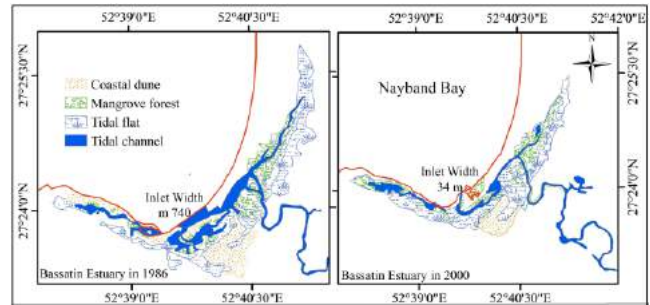 52°39'0"E 52°40'30"E
52°39'0"E 52°40'30"E 52°42'0"E
27°25'30"N
27°24'0"N
Coastal dune
Mangrove forest
Tidal flat
Tidal channel
Inlet Width
m 740
Bassatin Estuary in 1986
52°39'0"E 52°40'30"E
Nayband Bay
N
Inlet Width
34 m
Bassatin Estuary in 2000
27°25'30"N
27°24'0"N
52°39'0"E 52°40'30"E